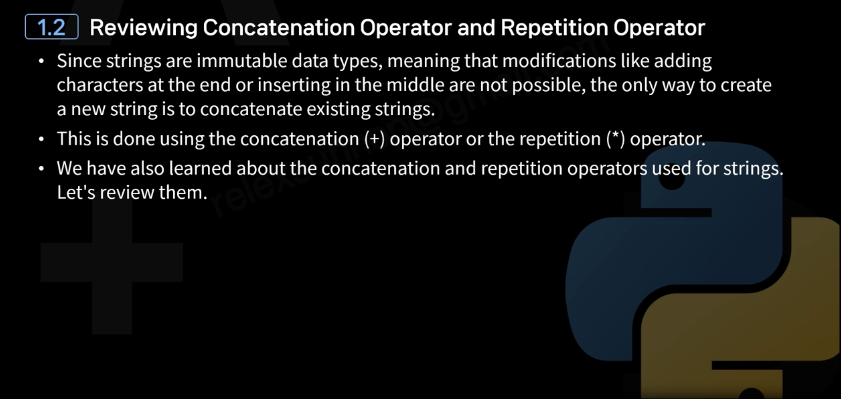 1.2 Reviewing Concatenation Operator and Repetition Operator
• Since strings are immutable data types, meaning that modifications like adding
characters at the end or inserting in the middle are not possible, the only way to create
a new string is to concatenate existing strings.
• This is done using the concatenation (+) operator or the repetition (*) operator.
• We have also learned about the concatenation and repetition operators used for strings.
Let's review them.